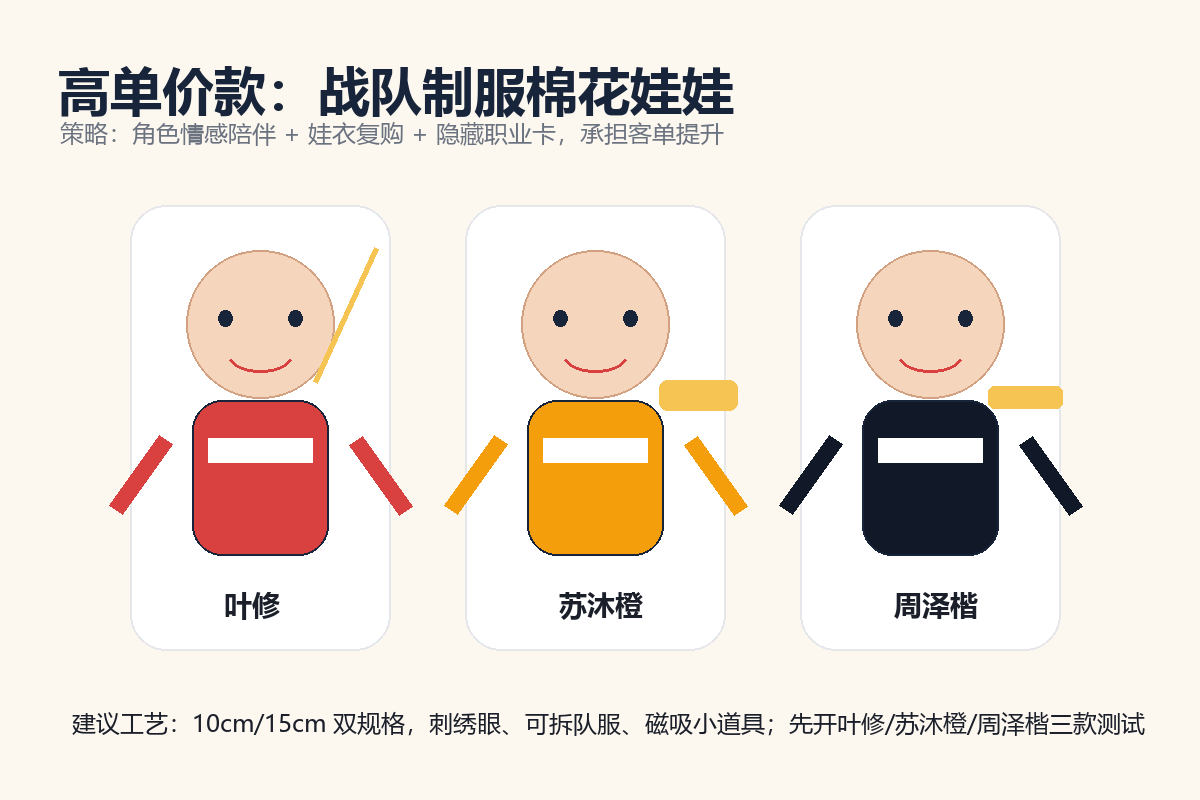 高单价款：战队制服棉花娃娃
策略：角色情感陪伴 + 娃衣复购 + 隐藏职业卡，承担客单提升
叶修
苏沐橙
周泽楷
建议工艺：10cm/15cm 双规格，刺绣眼、可拆队服、磁吸小道具；先开叶修/苏沐橙/周泽楷三款测试